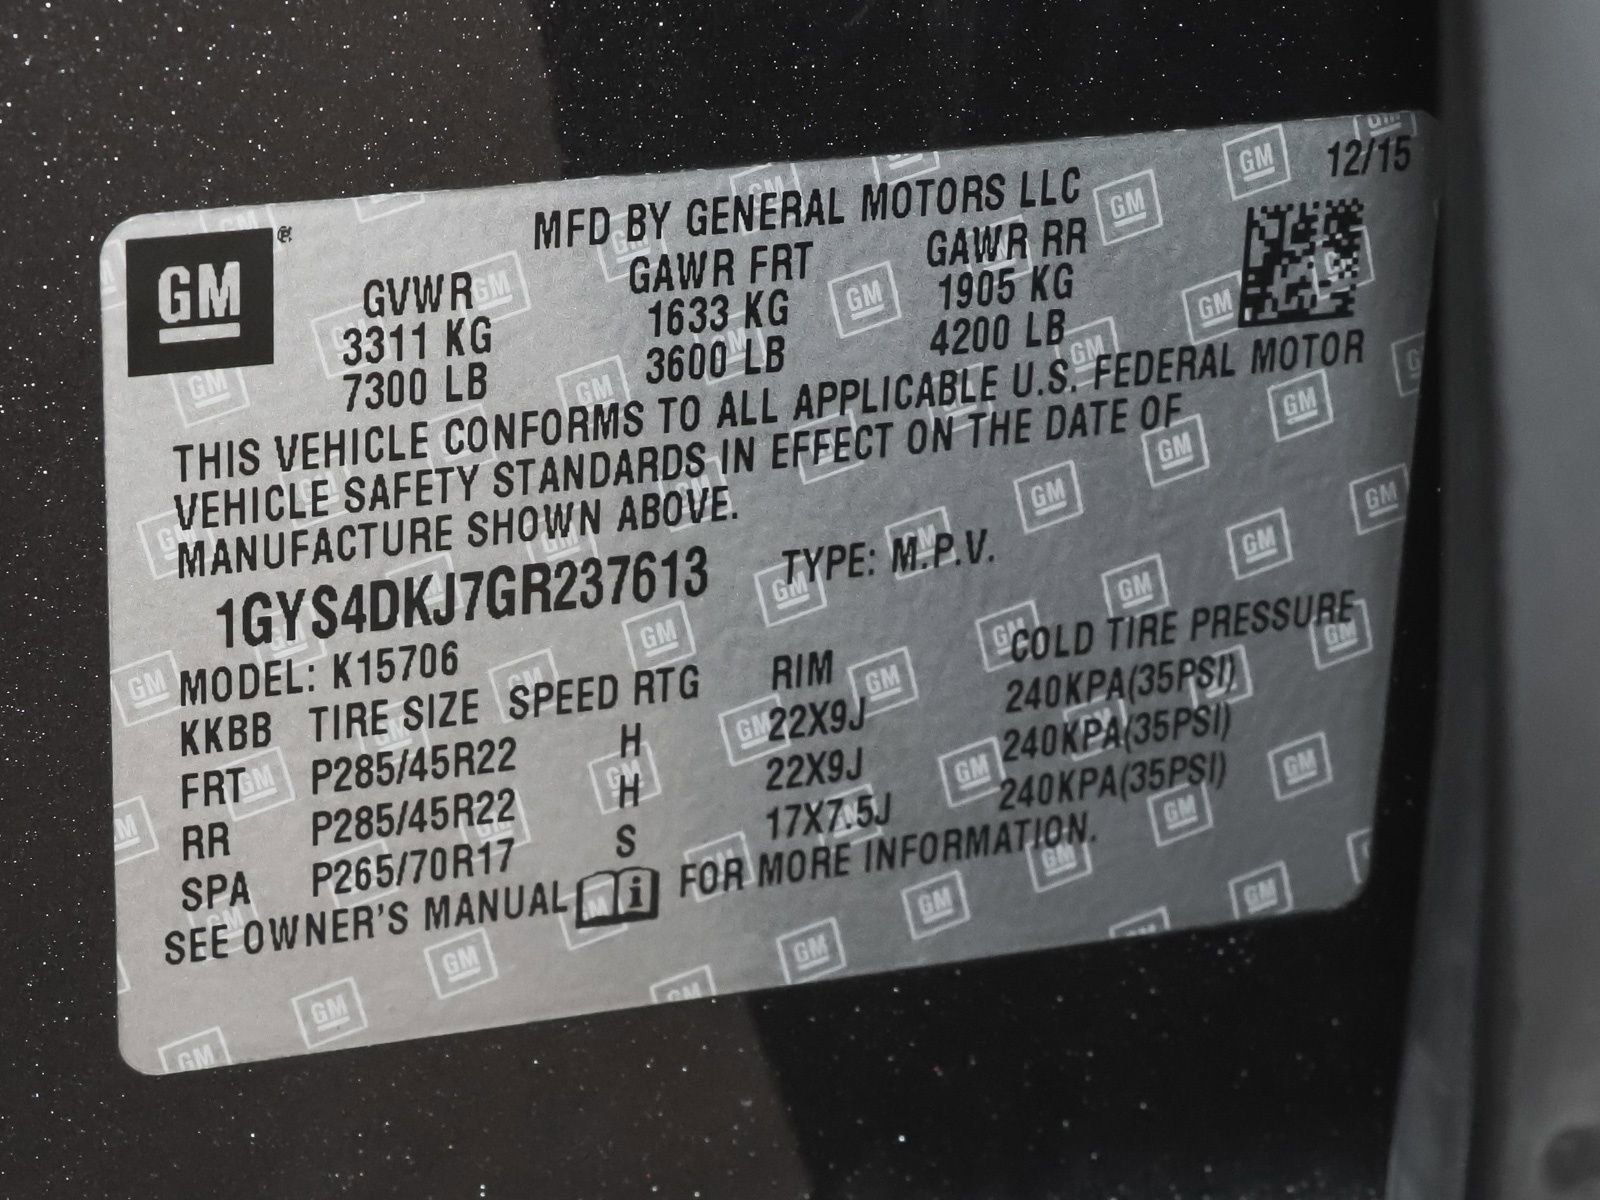 GM ®
MFD BY GENERAL MOTORS LLC 12/15
GVWR GAWR FRT GAWR RR
3311 KG 1633 KG 1905 KG
7300 LB 3600 LB 4200 LB
THIS VEHICLE CONFORMS TO ALL APPLICABLE U.S. FEDERAL MOTOR
VEHICLE SAFETY STANDARDS IN EFFECT ON THE DATE OF
MANUFACTURE SHOWN ABOVE.
1GYS4DKJ7GR237613 TYPE: M.P.V.
MODEL: K15706
KKBB TIRE SIZE SPEED RTG RIM COLD TIRE PRESSURE
FRT P285/45R22 H 22X9J 240KPA(35PSI)
RR P285/45R22 H 22X9J 240KPA(35PSI)
SPA P265/70R17 S 17X7.5J 240KPA(35PSI)
SEE OWNER'S MANUAL i FOR MORE INFORMATION.